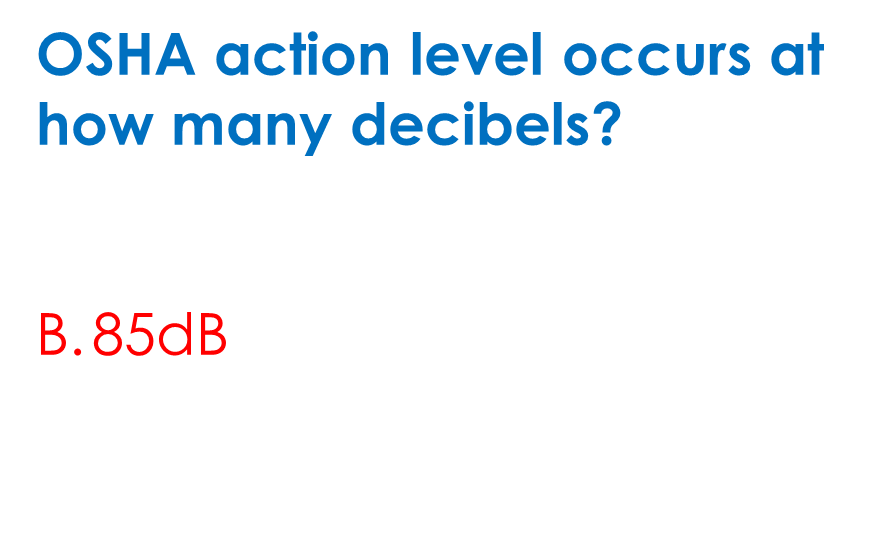 OSHA action level occurs at
how many decibels?
B. 85dB